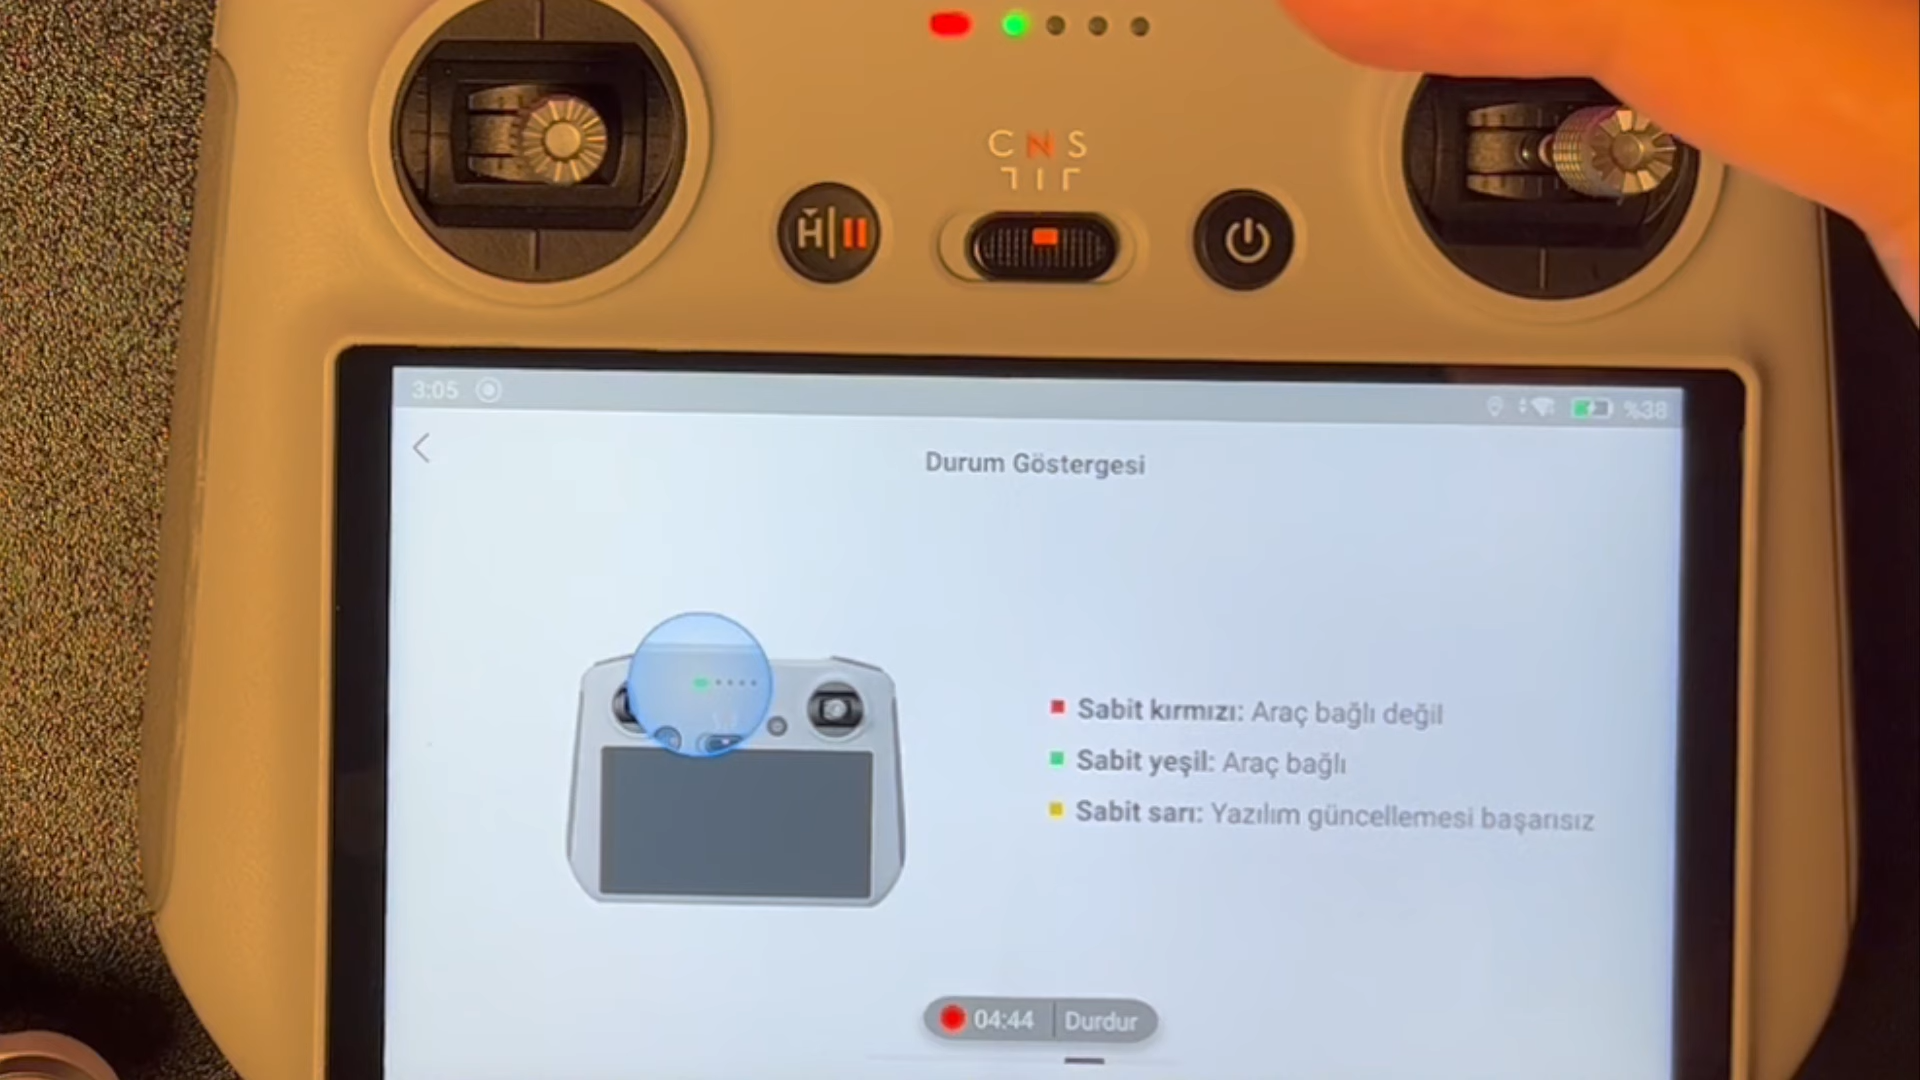 C N S
H
3:05
%38
Durum Göstergesi
Sabit kırmızı: Araç bağlı değil
Sabit yeşil: Araç bağlı
Sabit sarı: Yazılım güncellemesi başarısız
04:44 Durdur